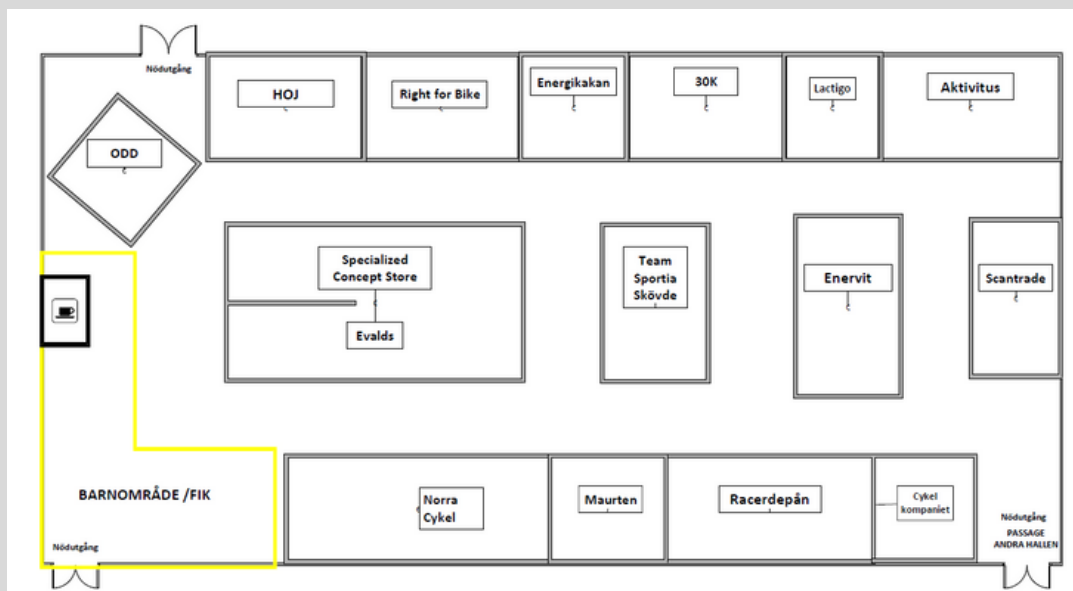 Nödutgång
HOJ
Right for Bike
Energikakan
30K
Lactigo
Aktivitus
ODD
Specialized
Concept Store
Evalds
Team
Sportia
Skövde
Enervit
Scantrade
BARNOMRÅDE /FIK
Nödutgång
Norra
Cykel
Maurten
Racerdepån
Cykel
kompaniet
Nödutgång
PASSAGE
ANDRA HALLEN